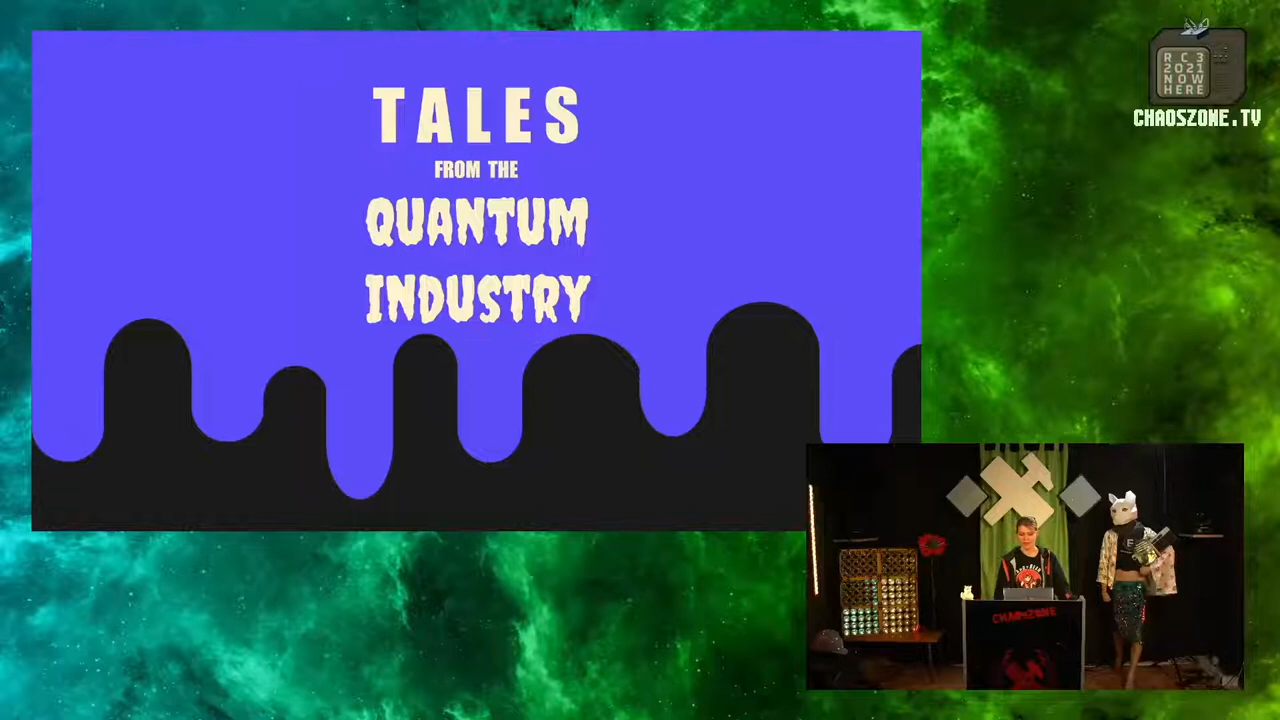 TALES
FROM THE
QUANTUM
INDUSTRY
RC3
2021
NOW
HERE
CHAOSZONE.TV
CHAOSZONE